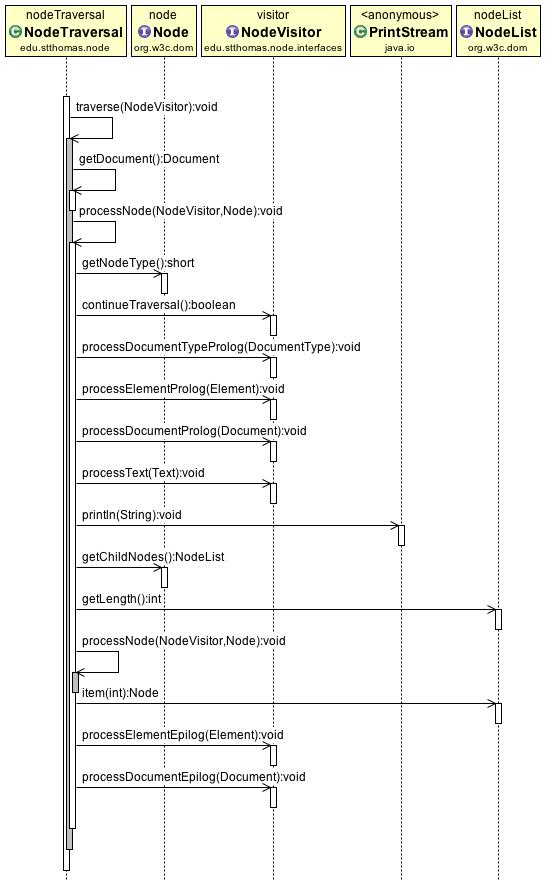 nodeTraversal
C NodeTraversal
edu.stthomas.node
node
I Node
org.w3c.dom
visitor
I NodeVisitor
edu.stthomas.node.interfaces
<anonymous>
C PrintStream
java.io
nodeList
I NodeList
org.w3c.dom
traverse(NodeVisitor):void
getDocument():Document
processNode(NodeVisitor,Node):void
getNodeType():short
continueTraversal():boolean
processDocumentTypeProlog(DocumentType):void
processElementProlog(Element):void
processDocumentProlog(Document):void
processText(Text):void
println(String):void
getChildNodes():NodeList
getLength():int
processNode(NodeVisitor,Node):void
item(int):Node
processElementEpilog(Element):void
processDocumentEpilog(Document):void